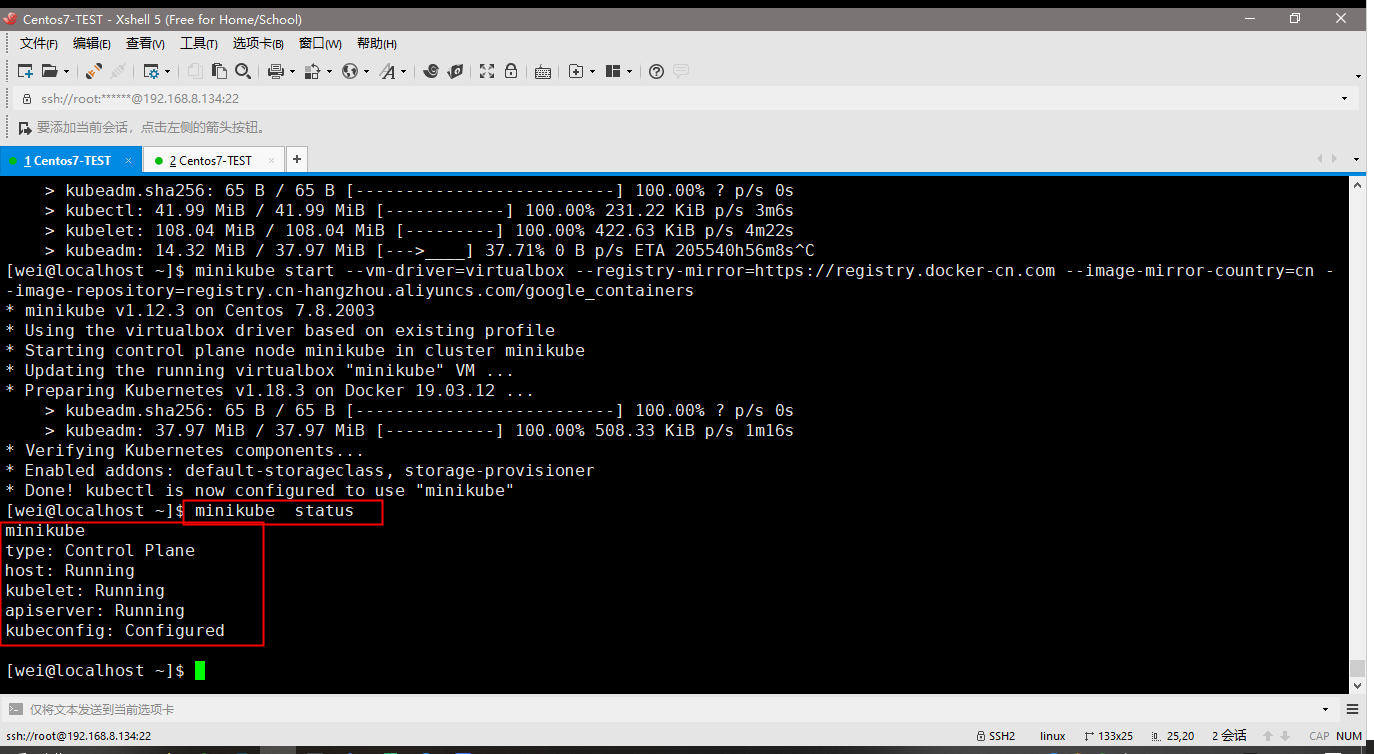 Centos7-TEST - Xshell 5 (Free for Home/School)
文件(F) 编辑(E) 查看(V) 工具(T) 选项卡(B) 窗口(W) 帮助(H)
ssh://root:******@192.168.8.134:22
要添加当前会话，点击左侧的箭头按钮。
1 Centos7-TEST × 2 Centos7-TEST × +
> kubeadm.sha256: 65 B / 65 B [--------------------------] 100.00% ? p/s 0s
> kubectl: 41.99 MiB / 41.99 MiB [------------] 100.00% 231.22 KiB p/s 3m6s
> kubelet: 108.04 MiB / 108.04 MiB [---------] 100.00% 422.63 KiB p/s 4m22s
> kubeadm: 14.32 MiB / 37.97 MiB [--->____] 37.71% 0 B p/s ETA 205540h56m8s^C
[wei@localhost ~]$ minikube start --vm-driver=virtualbox --registry-mirror=https://registry.docker-cn.com --image-mirror-country=cn -
-image-repository=registry.cn-hangzhou.aliyuncs.com/google_containers
* minikube v1.12.3 on Centos 7.8.2003
* Using the virtualbox driver based on existing profile
* Starting control plane node minikube in cluster minikube
* Updating the running virtualbox "minikube" VM ...
* Preparing Kubernetes v1.18.3 on Docker 19.03.12 ...
> kubeadm.sha256: 65 B / 65 B [--------------------------] 100.00% ? p/s 0s
> kubeadm: 37.97 MiB / 37.97 MiB [-----------] 100.00% 508.33 KiB p/s 1m16s
* Verifying Kubernetes components...
* Enabled addons: default-storageclass, storage-provisioner
* Done! kubectl is now configured to use "minikube"
[wei@localhost ~]$ minikube  status
minikube
type: Control Plane
host: Running
kubelet: Running
apiserver: Running
kubeconfig: Configured
[wei@localhost ~]$
仅将文本发送到当前选项卡
ssh://root@192.168.8.134:22 SSH2 linux 133x25 25,20 2 会话 CAP NUM